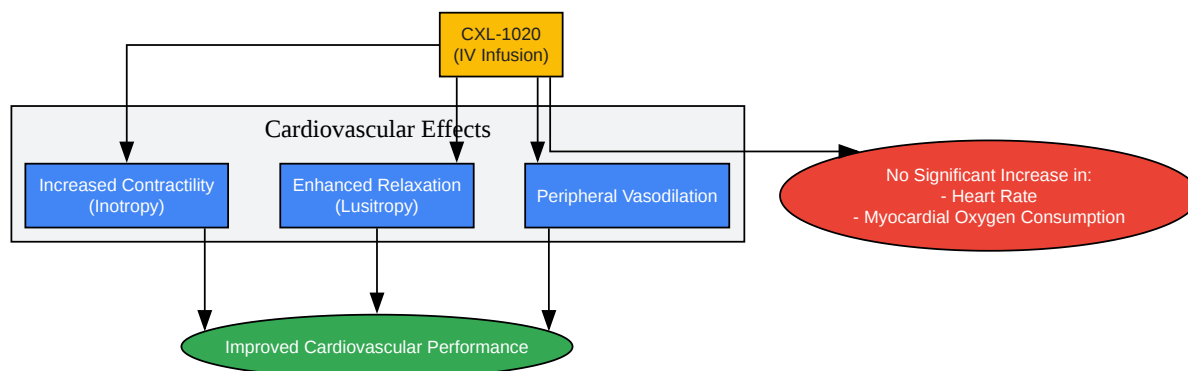 CXL-1020
(IV Infusion)
Cardiovascular Effects
Increased Contractility
(Inotropy)
Enhanced Relaxation
(Lusitropy)
Peripheral Vasodilation
No Significant Increase in:
- Heart Rate
- Myocardial Oxygen Consumption
Improved Cardiovascular Performance